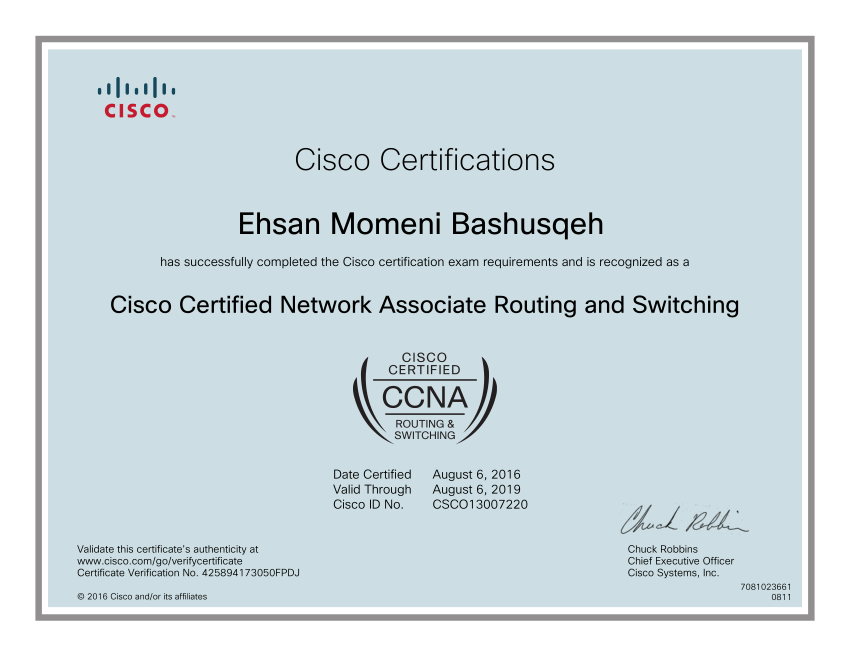 CISCO
Cisco Certifications
Ehsan Momeni Bashusqeh
has successfully completed the Cisco certification exam requirements and is recognized as a
Cisco Certified Network Associate Routing and Switching
CISCO
CERTIFIED
CCNA
ROUTING &
SWITCHING
Date Certified August 6, 2016
Valid Through August 6, 2019
Cisco ID No. CSCO13007220
Chuck Robbins
Validate this certificate's authenticity at
www.cisco.com/go/verifycertificate
Certificate Verification No. 425894173050FPDJ
Chuck Robbins
Chief Executive Officer
Cisco Systems, Inc.
© 2016 Cisco and/or its affiliates
7081023661
0811